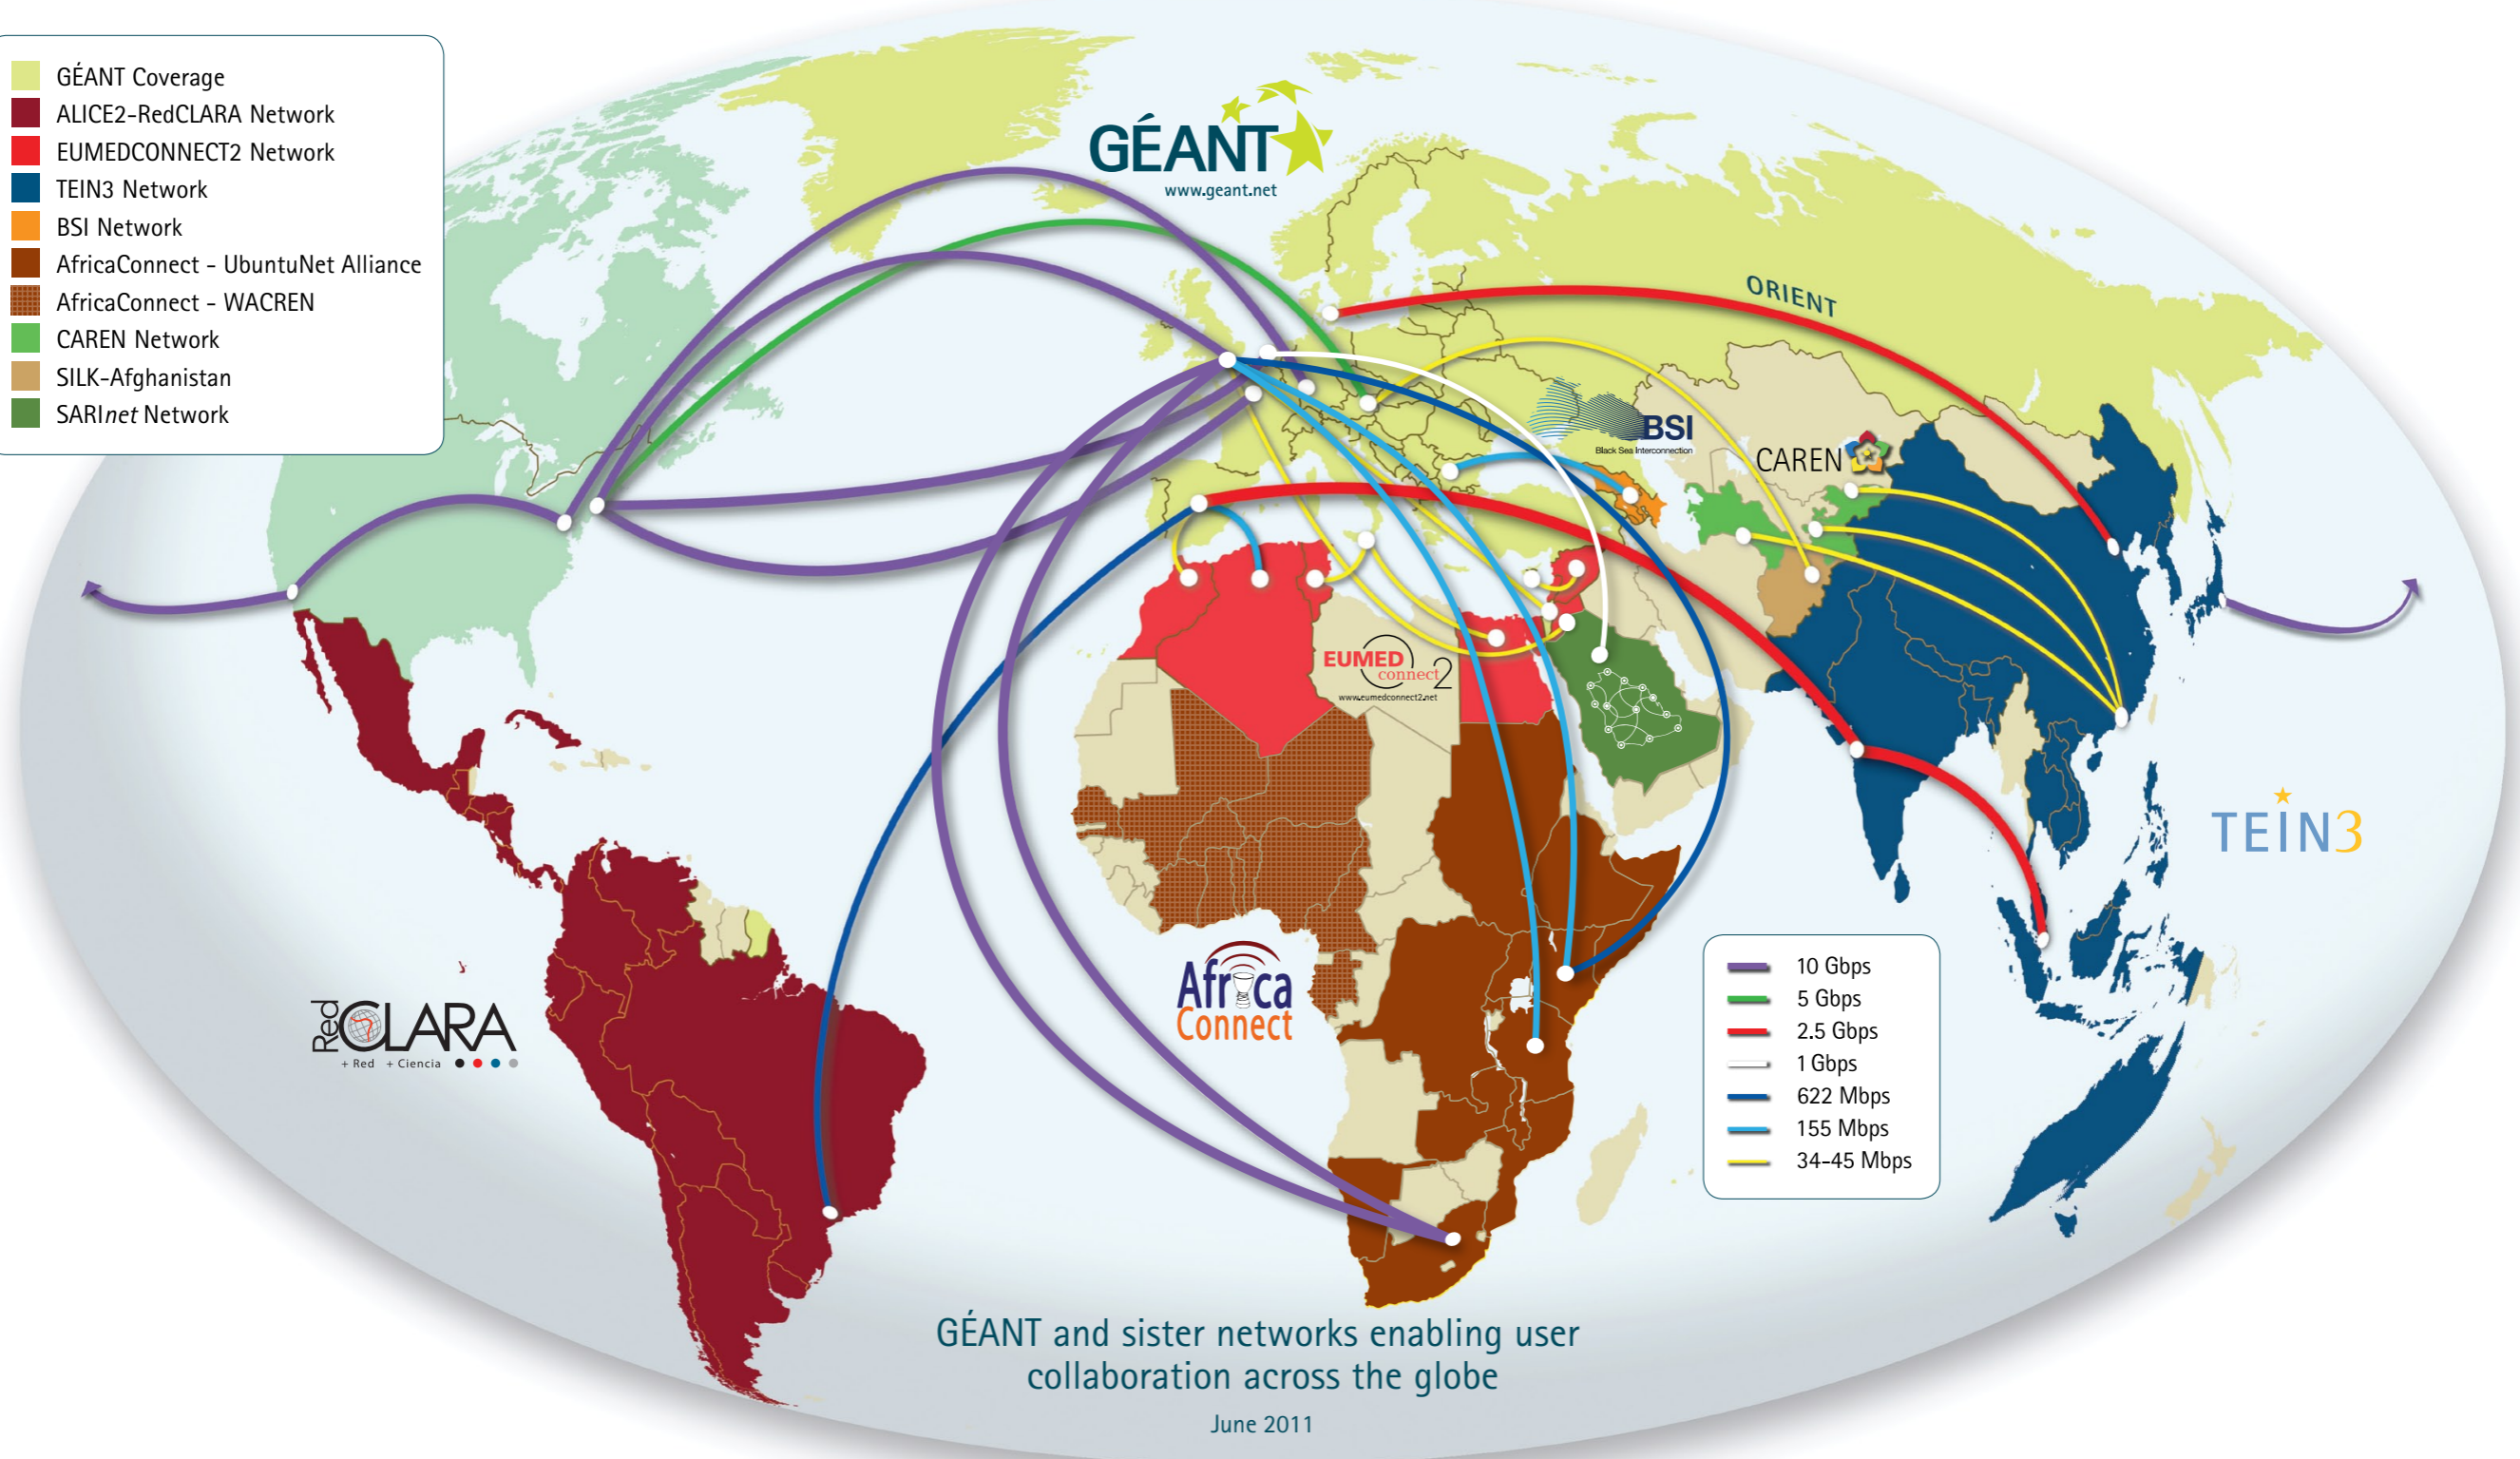 GÉANT Coverage
ALICE2-RedCLARA Network
EUMEDCONNECT2 Network
TEIN3 Network
BSI Network
AfricaConnect - UbuntuNet Alliance
AfricaConnect - WACREN
CAREN Network
SILK-Afghanistan
SARInet Network
GÉANT
www.geant.net
ORIENT
BSI
Black Sea Interconnection
CAREN
EUMED
connect2
www.eumedconnect2.net
TEIN3
Red CLARA
+ Red + Ciencia
Africa
Connect
10 Gbps
5 Gbps
2.5 Gbps
1 Gbps
622 Mbps
155 Mbps
34-45 Mbps
GÉANT and sister networks enabling user
collaboration across the globe
June 2011